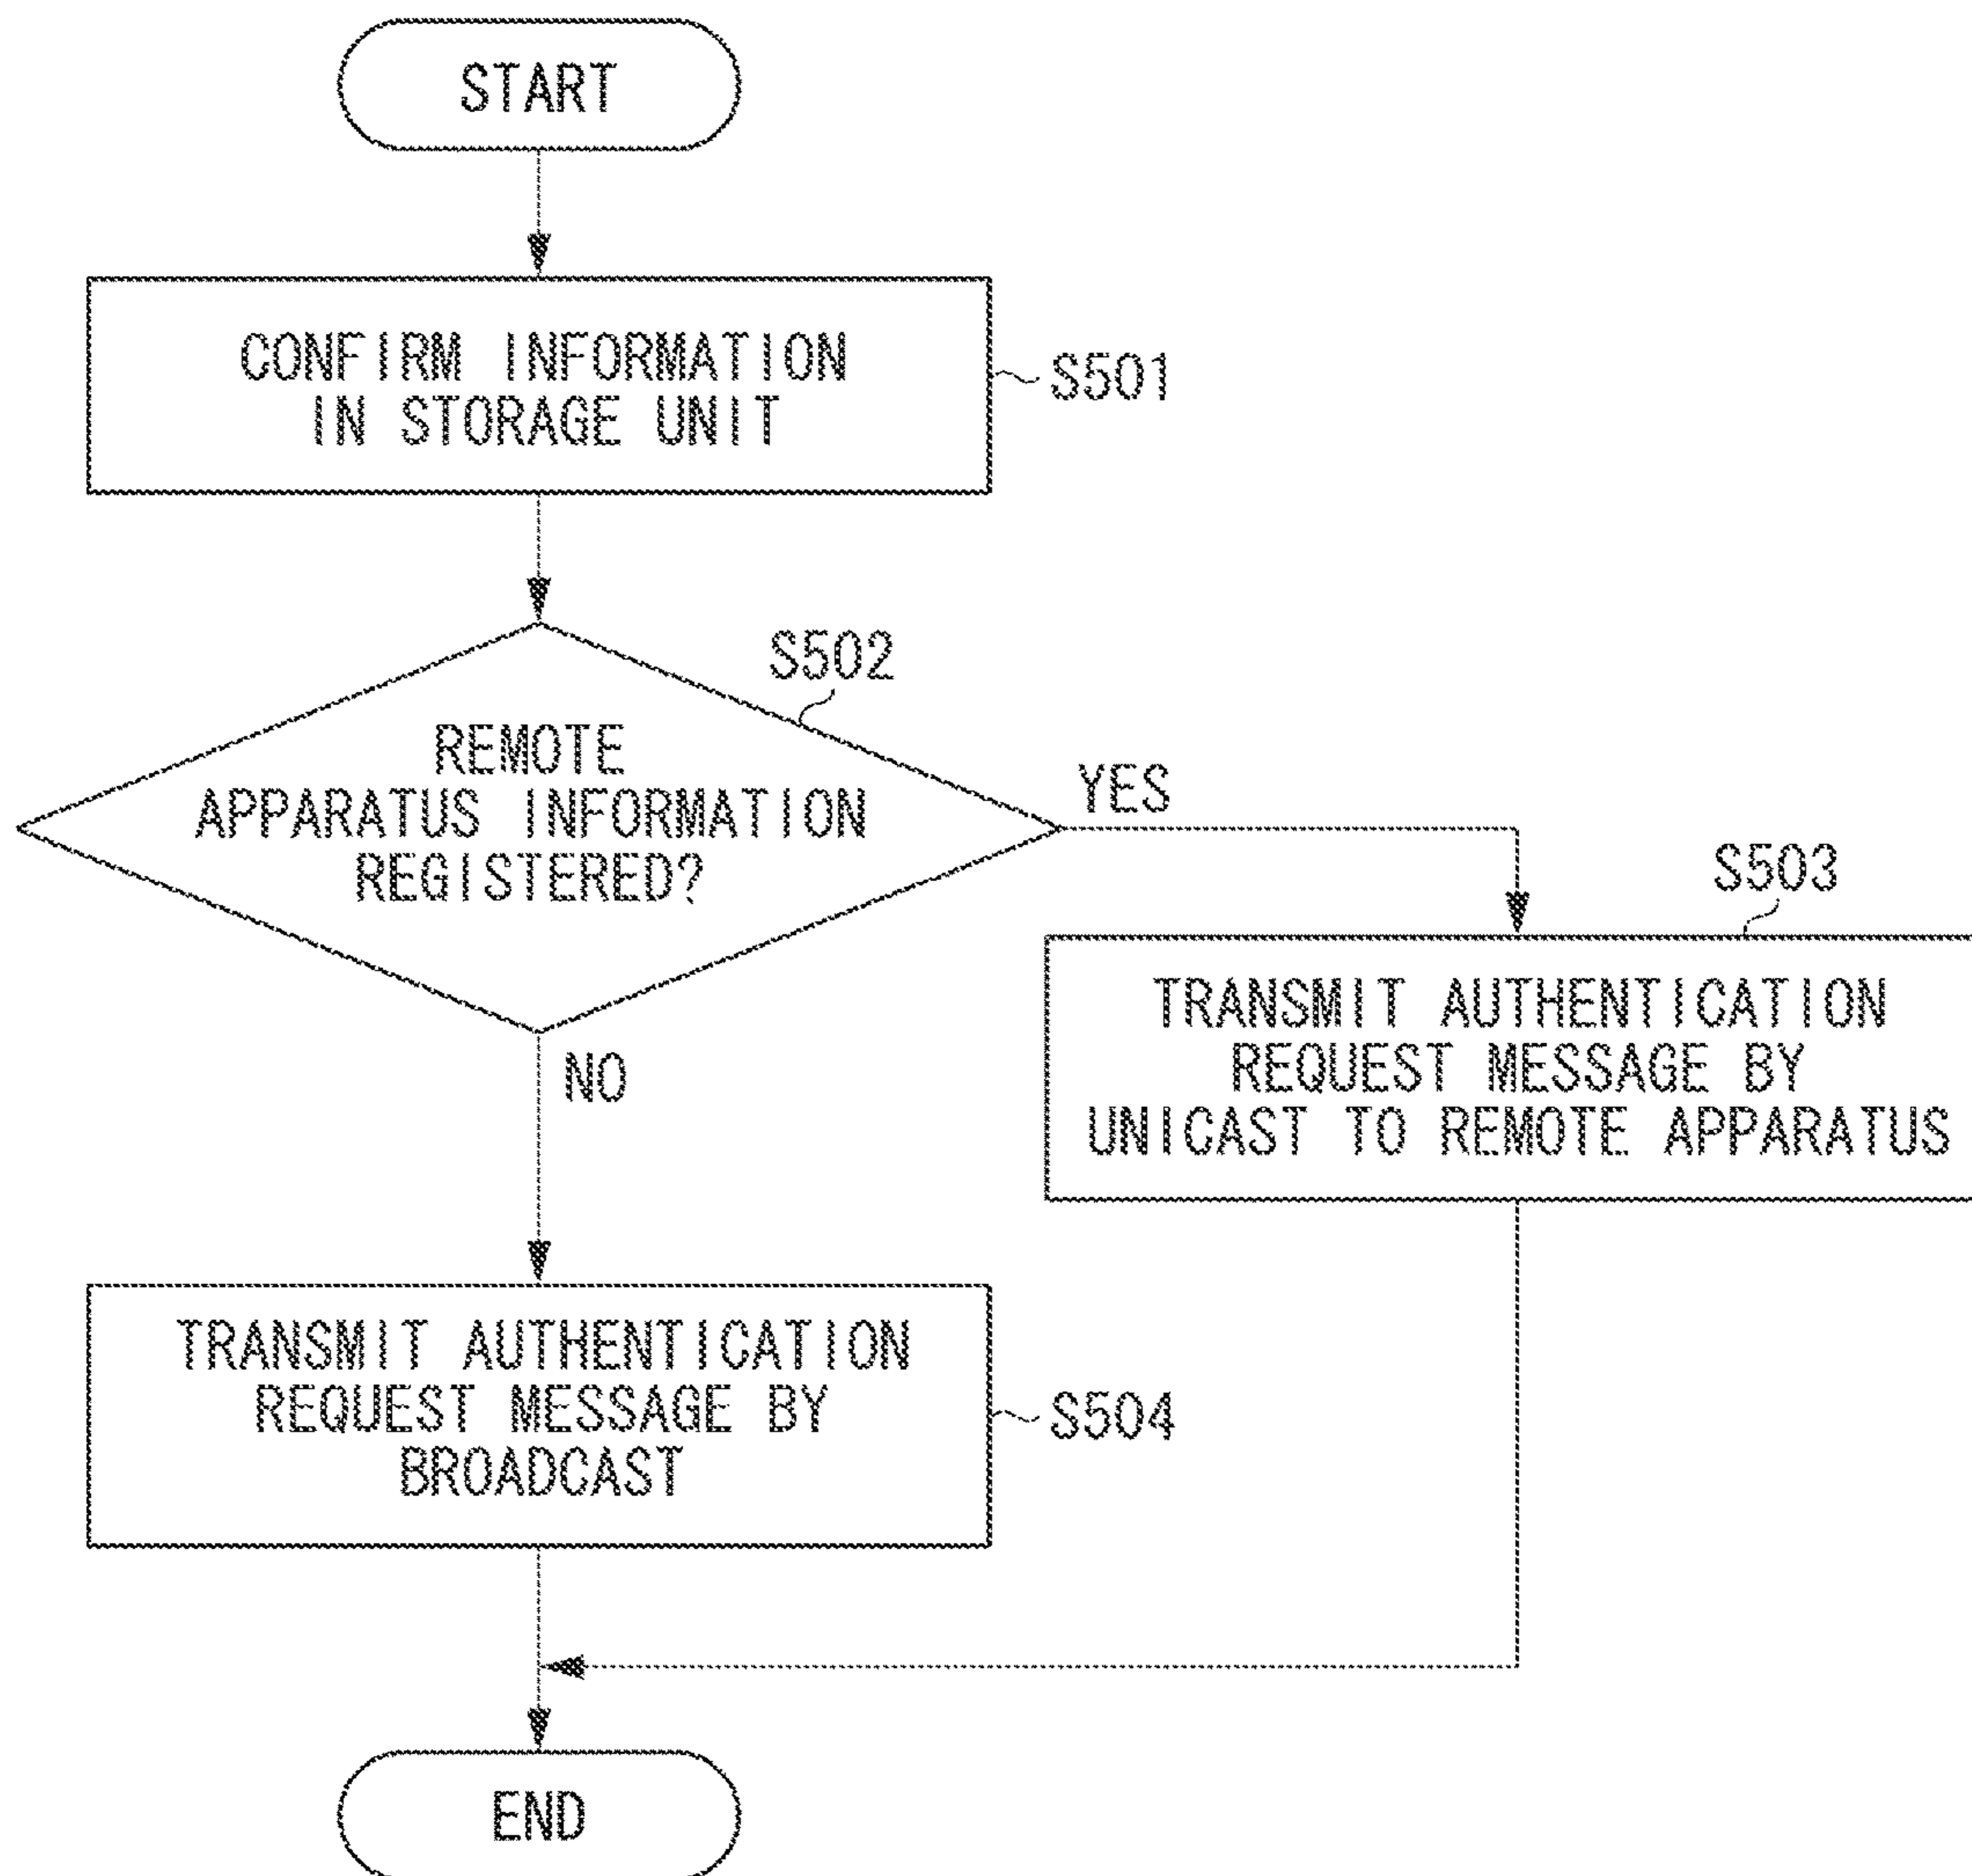 START
CONFIRM INFORMATION
IN STORAGE UNIT
S501
S502
REMOTE
APPARATUS INFORMATION
REGISTERED?
YES
NO
S503
TRANSMIT AUTHENTICATION
REQUEST MESSAGE BY
UNICAST TO REMOTE APPARATUS
TRANSMIT AUTHENTICATION
REQUEST MESSAGE BY
BROADCAST
S504
END